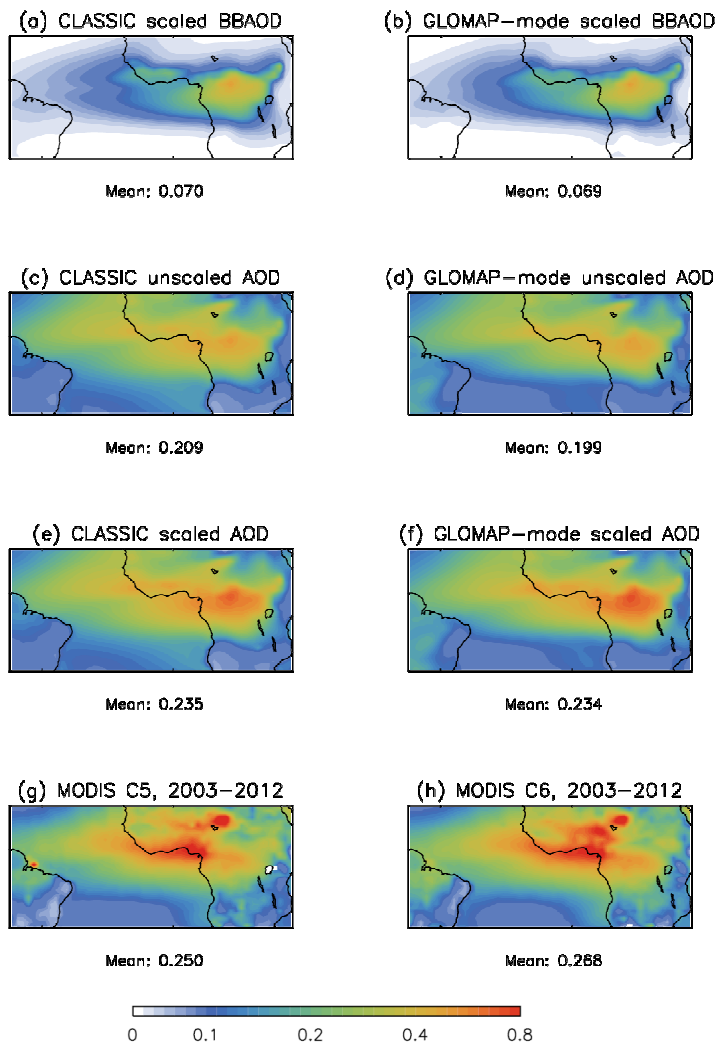 (a) CLASSIC scaled BBAOD
(b) GLOMAP-mode scaled BBAOD
Mean: 0.070
Mean: 0.069
(c) CLASSIC unscaled AOD
(d) GLOMAP-mode unscaled AOD
Mean: 0.209
Mean: 0.199
(e) CLASSIC scaled AOD
(f) GLOMAP-mode scaled AOD
Mean: 0.235
Mean: 0.234
(g) MODIS C5, 2003-2012
(h) MODIS C6, 2003-2012
Mean: 0.250
Mean: 0.268
0 0.1 0.2 0.4 0.8